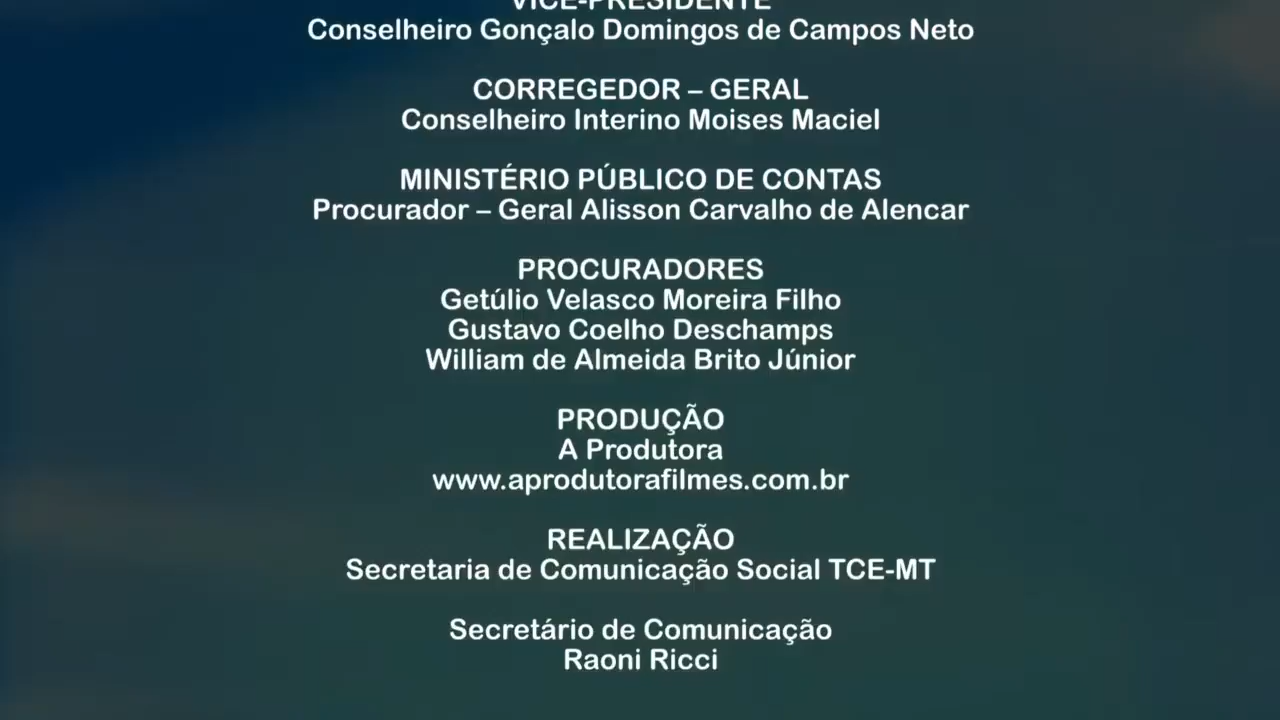 VICE-PRESIDENTE
Conselheiro Gonçalo Domingos de Campos Neto
CORREGEDOR – GERAL
Conselheiro Interino Moises Maciel
MINISTÉRIO PÚBLICO DE CONTAS
Procurador – Geral Alisson Carvalho de Alencar
PROCURADORES
Getúlio Velasco Moreira Filho
Gustavo Coelho Deschamps
William de Almeida Brito Júnior
PRODUÇÃO
A Produtora
www.aprodutorafilmes.com.br
REALIZAÇÃO
Secretaria de Comunicação Social TCE-MT
Secretário de Comunicação
Raoni Ricci